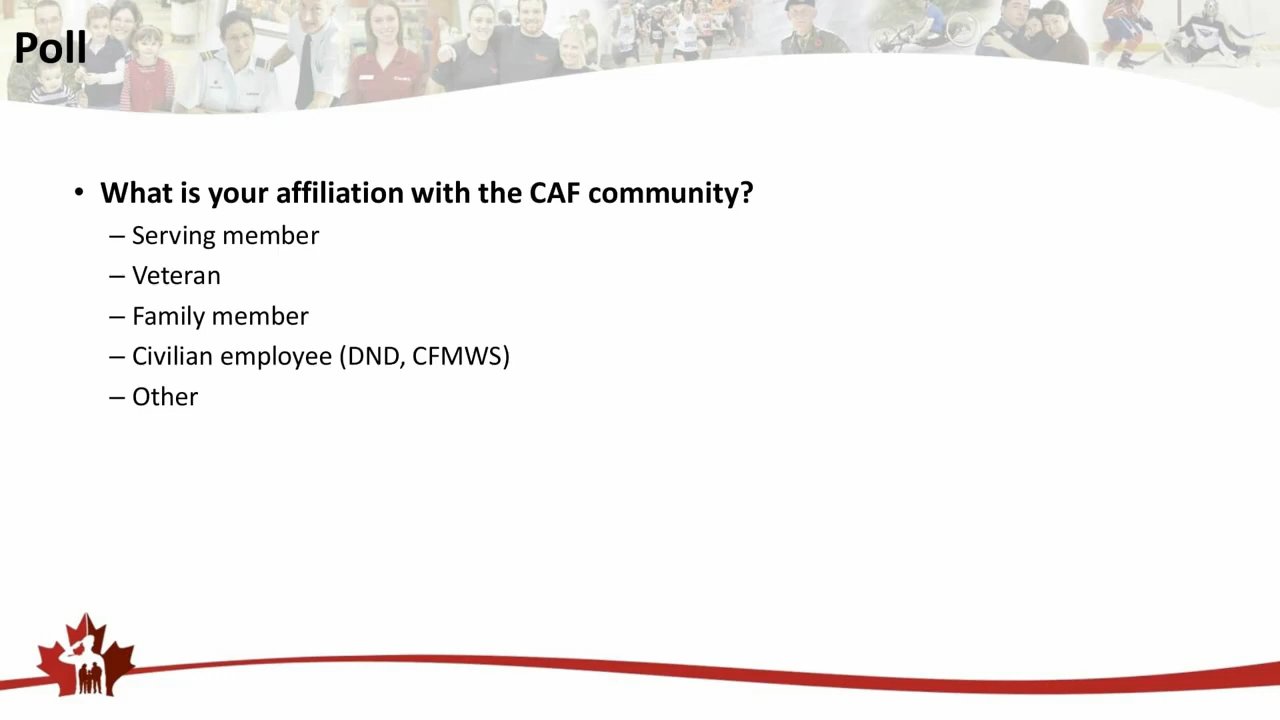 Poll
• What is your affiliation with the CAF community?
– Serving member
– Veteran
– Family member
– Civilian employee (DND, CFMWS)
– Other